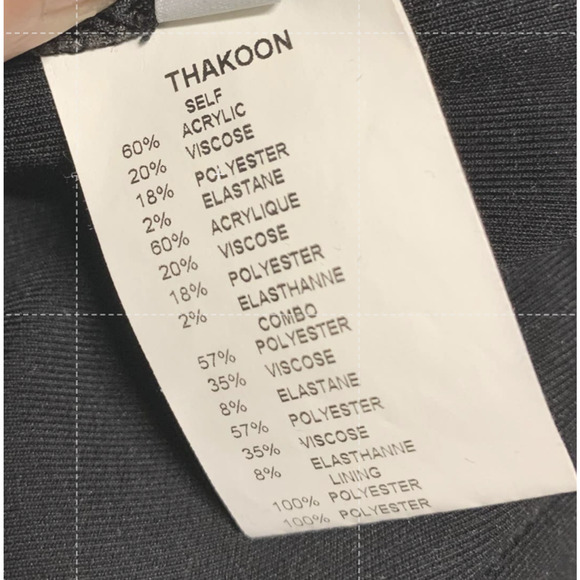 THAKOON
SELF
60% ACRYLIC
20% VISCOSE
18% POLYESTER
2% ELASTANE
60% ACRYLIQUE
20% VISCOSE
18% POLYESTER
2% ELASTHANNE
COMBO
57% POLYESTER
35% VISCOSE
8% ELASTANE
57% POLYESTER
35% VISCOSE
8% ELASTHANNE
LINING
100% POLYESTER
100% POLYESTER